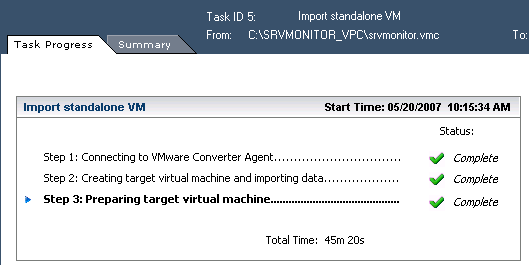 Task ID 5: Import standalone VM
From: C:\SRVMONITOR_VPC\srvmonitor.vmc To:
Task Progress Summary
Import standalone VM Start Time: 05/20/2007 10:15:34 AM
Status:
Step 1: Connecting to VMware Converter Agent................................ Complete
Step 2: Creating target virtual machine and importing data................... Complete
Step 3: Preparing target virtual machine.......................................... Complete
Total Time: 45m 20s